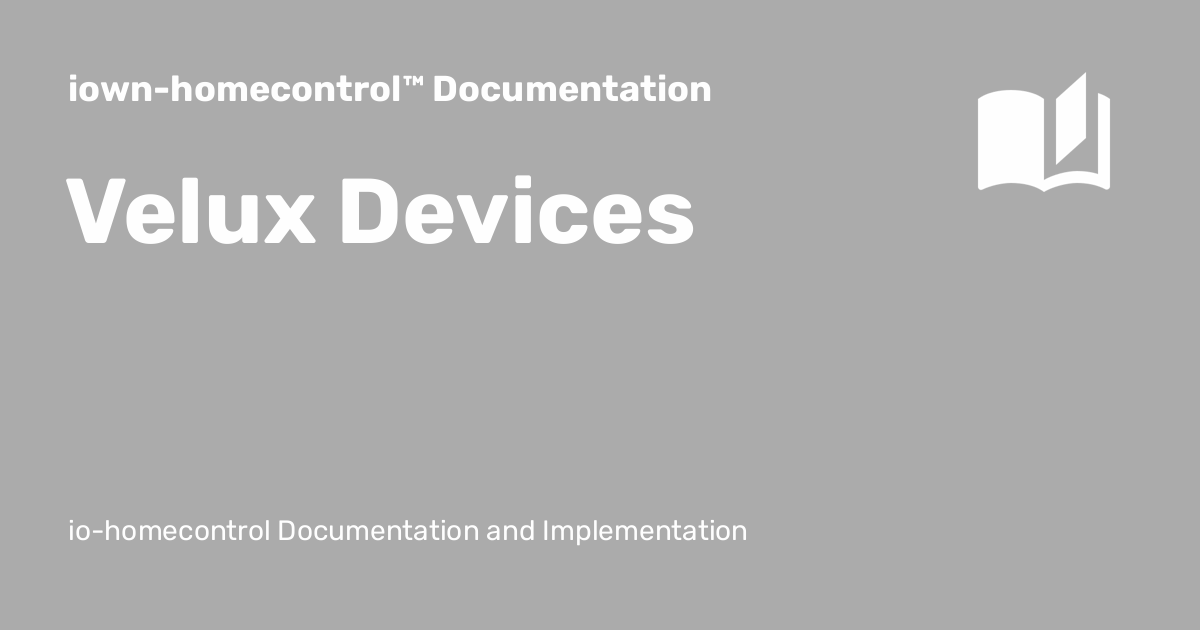 iown-homecontrol™ Documentation
Velux Devices
io-homecontrol Documentation and Implementation